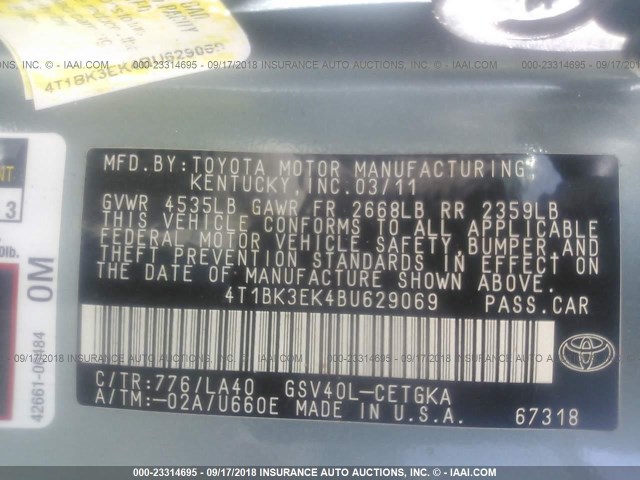 000-23314695 - 09/17/2018 - INSURANCE AUTO AUCTIONS - © IAAI.COM
MFD.BY:TOYOTA MOTOR MANUFACTURING,
KENTUCKY, INC.03/11
GVWR 4535LB GAWR FR 2668LB RR 2359LB
THIS VEHICLE CONFORMS TO ALL APPLICABLE
FEDERAL MOTOR VEHICLE SAFETY,BUMPER AND
THEFT PREVENTION STANDARDS IN EFFECT ON
THE DATE OF MANUFACTURE SHOWN ABOVE.
4T1BK3EK4BU629069 PASS.CAR
C/TR:776/LA40 GSV40L-CETGKA
A/TM:-02A/U660E MADE IN U.S.A.
67318
TOYOTA
3
OM
000-23314695 - 09/17/2018 - INSURANCE AUTO AUCTIONS - © IAAI.COM